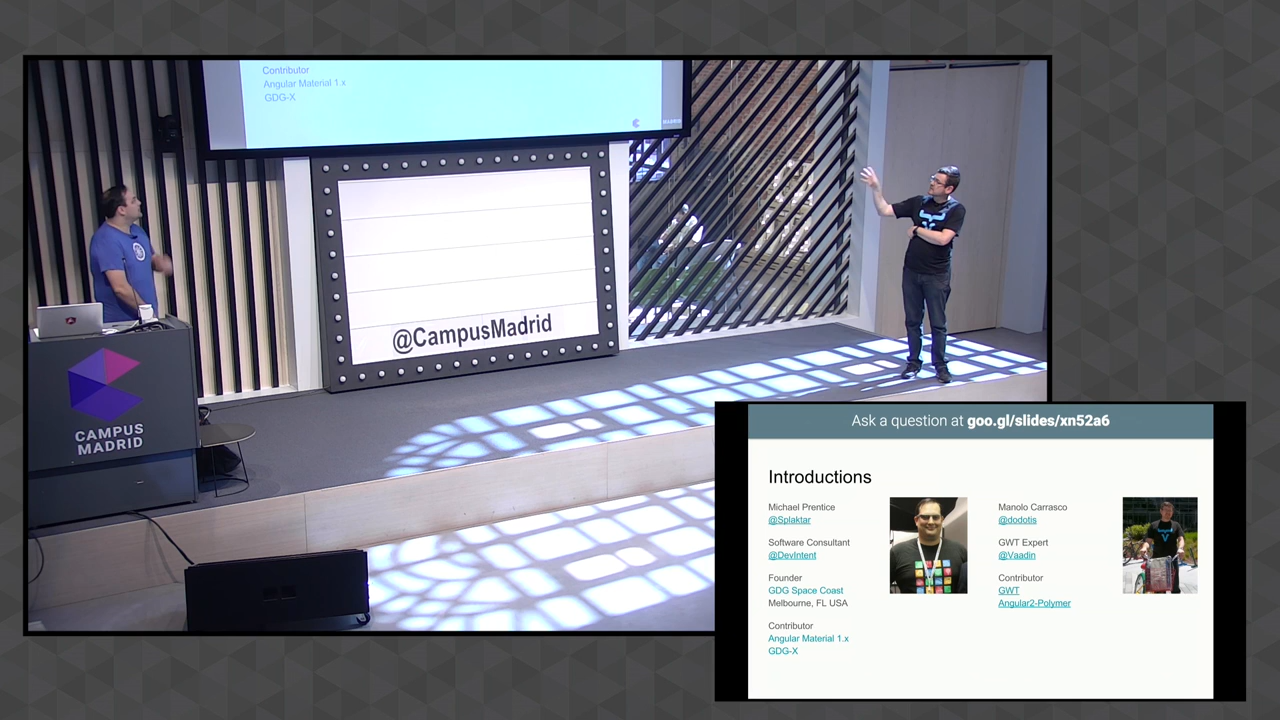 Contributor
Angular Material 1.x
GDG-X
MADRID
@CampusMadrid
CAMPUS
MADRID
Ask a question at goo.gl/slides/xn52a6
Introductions
Michael Prentice
@Splaktar
Software Consultant
@DevIntent
Founder
GDG Space Coast
Melbourne, FL USA
Contributor
Angular Material 1.x
GDG-X
Manolo Carrasco
@dodotis
GWT Expert
@Vaadin
Contributor
GWT
Angular2-Polymer